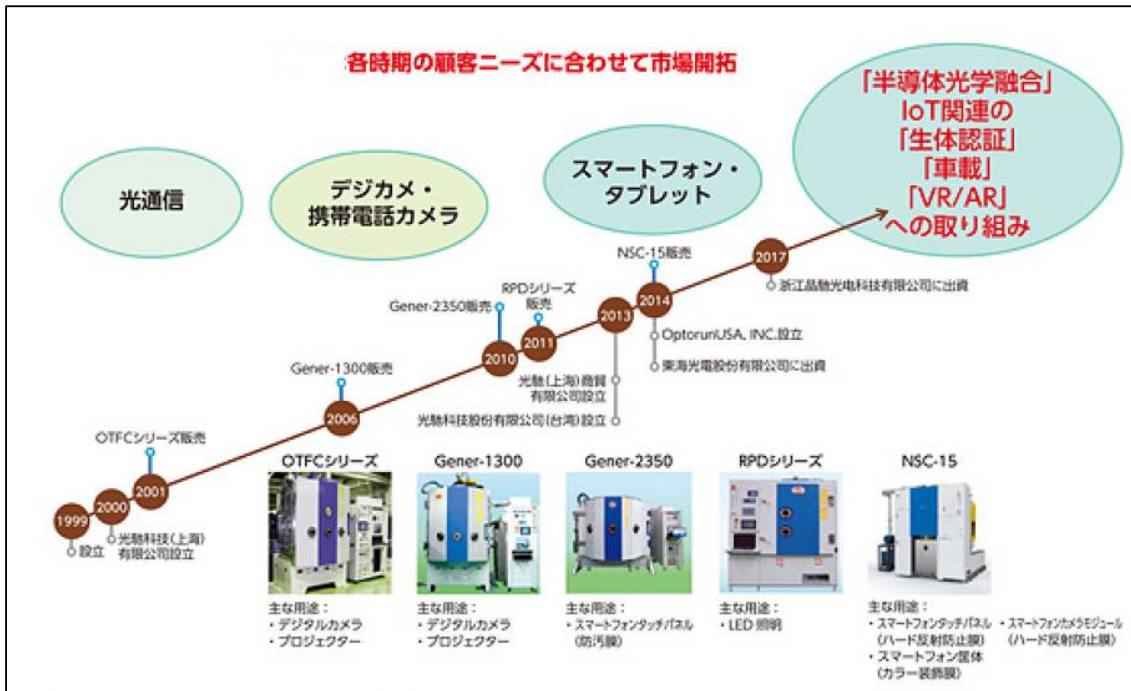 各時期の顧客ニーズに合わせて市場開拓
「半導体光学融合」
IoT関連の
「生体認証」
「車載」
「VR/AR」
への取り組み
光通信
デジカメ・
携帯電話カメラ
スマートフォン・
タブレット
1999
設立
2000
光馳科技(上海)
有限公司設立
2001
OTFCシリーズ販売
2006
Gener-1300販売
2010
Gener-2350販売
2011
RPDシリーズ
販売
2013
光馳(上海)商貿
有限公司設立
光馳科技股份有限公司(台湾)設立
2014
NSC-15販売
OptorunUSA, INC.設立
東海光電股份有限公司に出資
2017
浙江晶馳光电科技有限公司に出資
OTFCシリーズ
主な用途：
・デジタルカメラ
・プロジェクター
Gener-1300
主な用途：
・デジタルカメラ
・プロジェクター
Gener-2350
主な用途：
・スマートフォンタッチパネル
(防汚膜)
RPDシリーズ
主な用途：
・LED 照明
NSC-15
主な用途：
・スマートフォンタッチパネル
(ハード反射防止膜)
・スマートフォン筐体
(カラー装飾膜)
・スマートフォンカメラモジュール
(ハード反射防止膜)